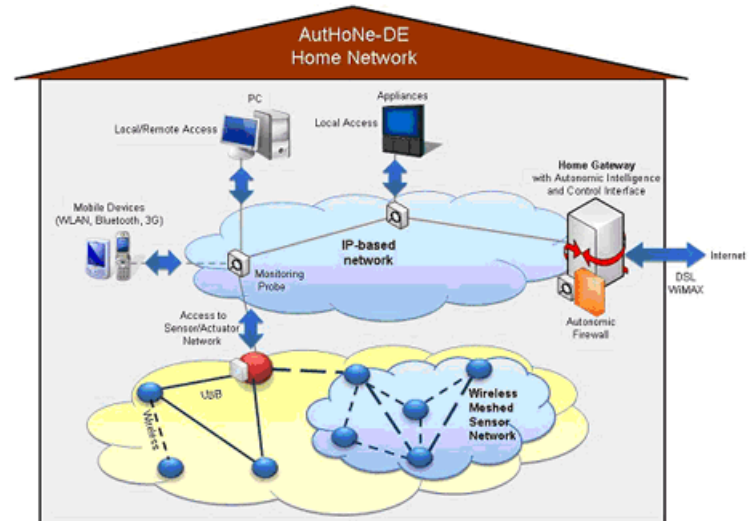 AutHoNe-DE
Home Network
PC
Local/Remote Access
Appliances
Local Access
Home Gateway
with Autonomic Intelligence
and Control Interface
Mobile Devices
(WLAN, Bluetooth, 3G)
IP-based
network
Monitoring
Probe
Internet
DSL
WiMAX
Autonomic
Firewall
Access to
Sensor/Actuator
Network
USB
Wireless
Wireless
Meshed
Sensor
Network